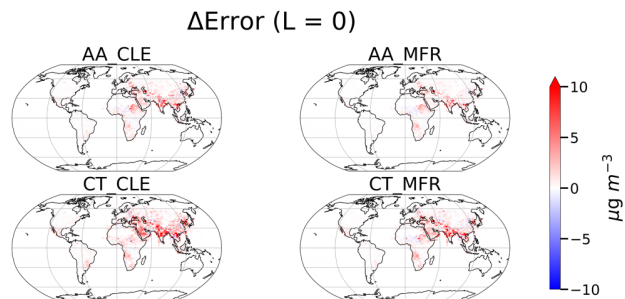 ΔError (L = 0)
AA_CLE
AA_MFR
CT_CLE
CT_MFR
10
5
0
−5
−10
μg m⁻³